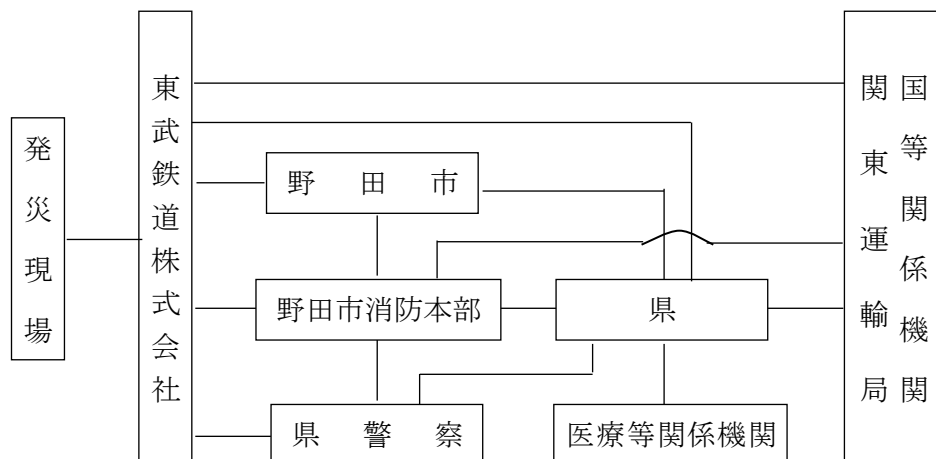 発災現場
東武鉄道株式会社
野田市
野田市消防本部
県警察
県
医療等関係機関
国等関係機関
関東運輸局